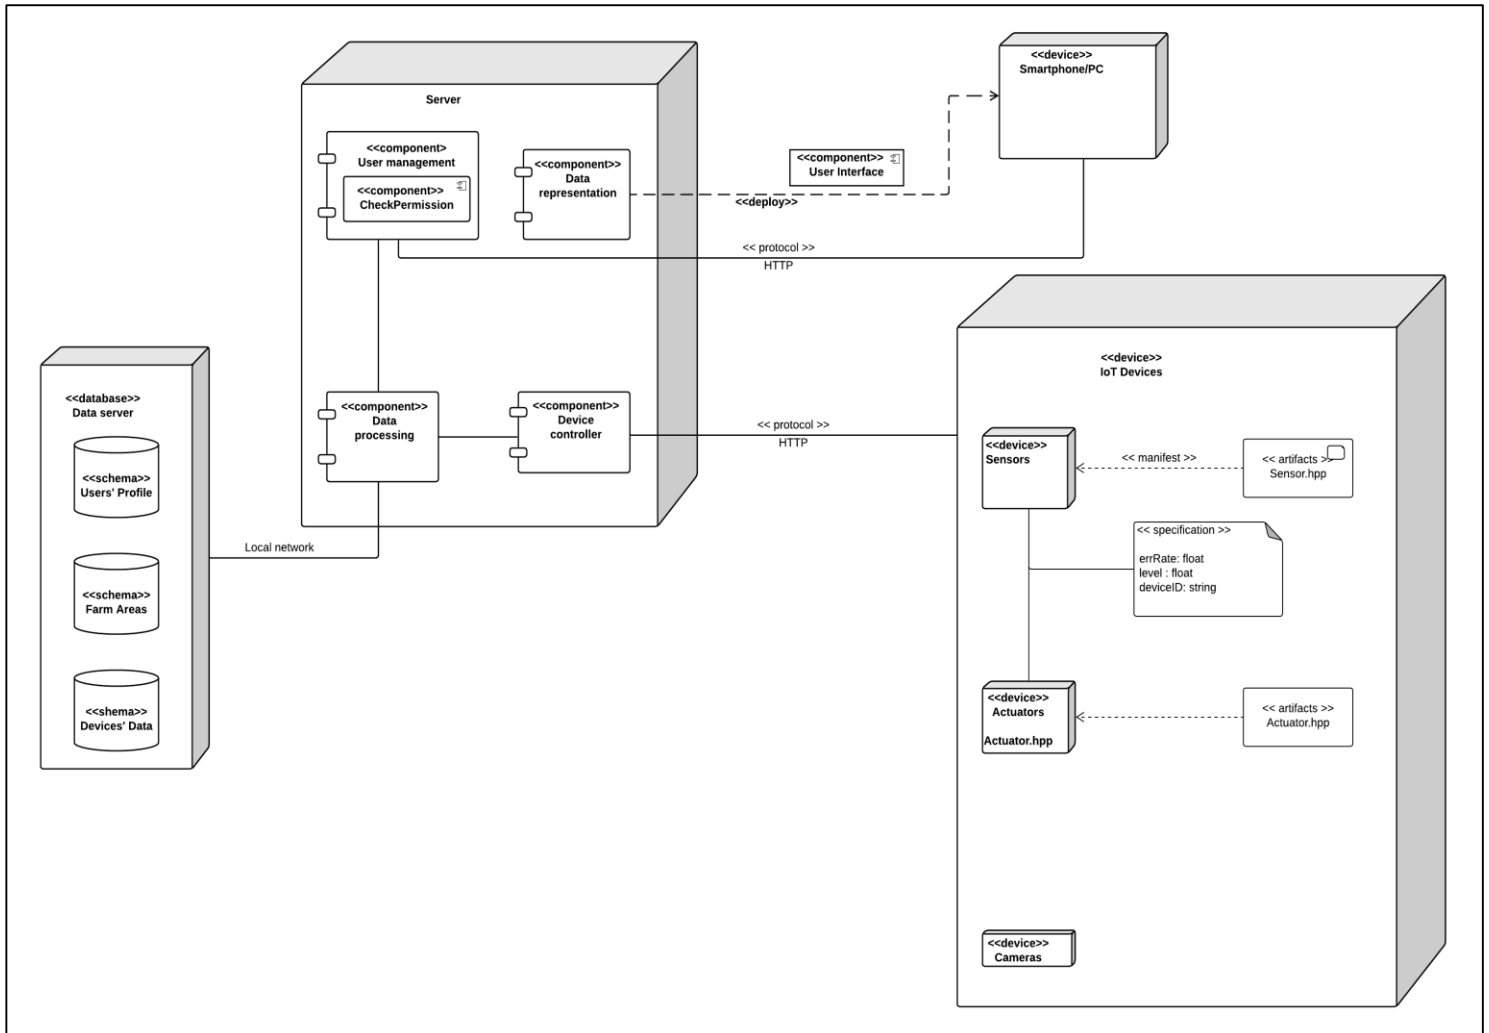 <<device>>
Smartphone/PC
Server
<<component>
User management
<<component>>
CheckPermission
<<component>>
Data
representation
<<component>>
User Interface
<<deploy>>
<< protocol >>
HTTP
<<device>>
IoT Devices
<<database>>
Data server
<<schema>>
Users' Profile
<<schema>>
Farm Areas
<<shema>>
Devices' Data
Local network
<<component>>
Data
processing
<<component>>
Device
controller
<< protocol >>
HTTP
<<device>>
Sensors
<< manifest >>
<< artifacts >>
Sensor.hpp
<< specification >>
errRate: float
level : float
deviceID: string
<<device>>
Actuators
Actuator.hpp
<< artifacts >>
Actuator.hpp
<<device>>
Cameras